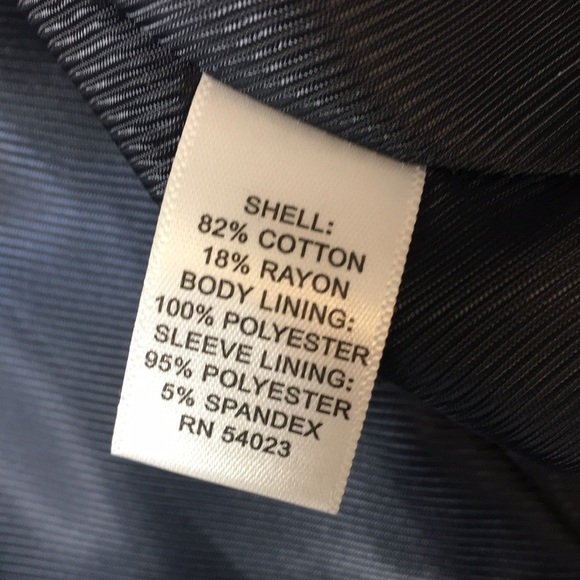 SHELL:
82% COTTON
18% RAYON
BODY LINING:
100% POLYESTER
SLEEVE LINING:
95% POLYESTER
5% SPANDEX
RN 54023